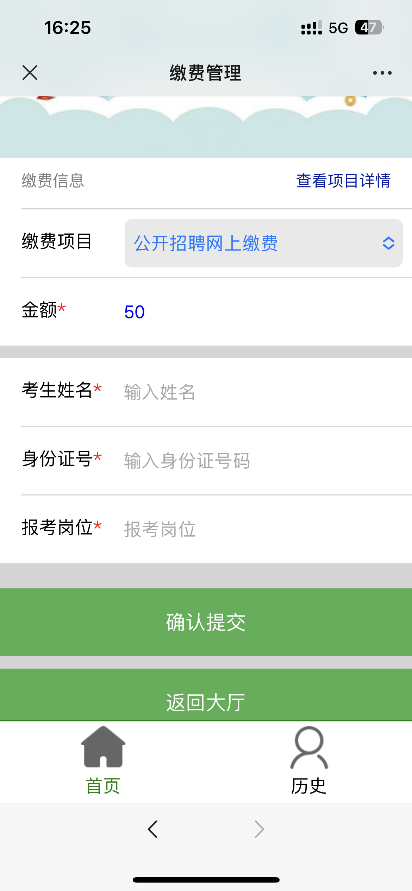 16:25
5G 47
缴费管理
缴费信息 查看项目详情
缴费项目 公开招聘网上缴费
金额* 50
考生姓名* 输入姓名
身份证号* 输入身份证号码
报考岗位* 报考岗位
确认提交
返回大厅
首页 历史